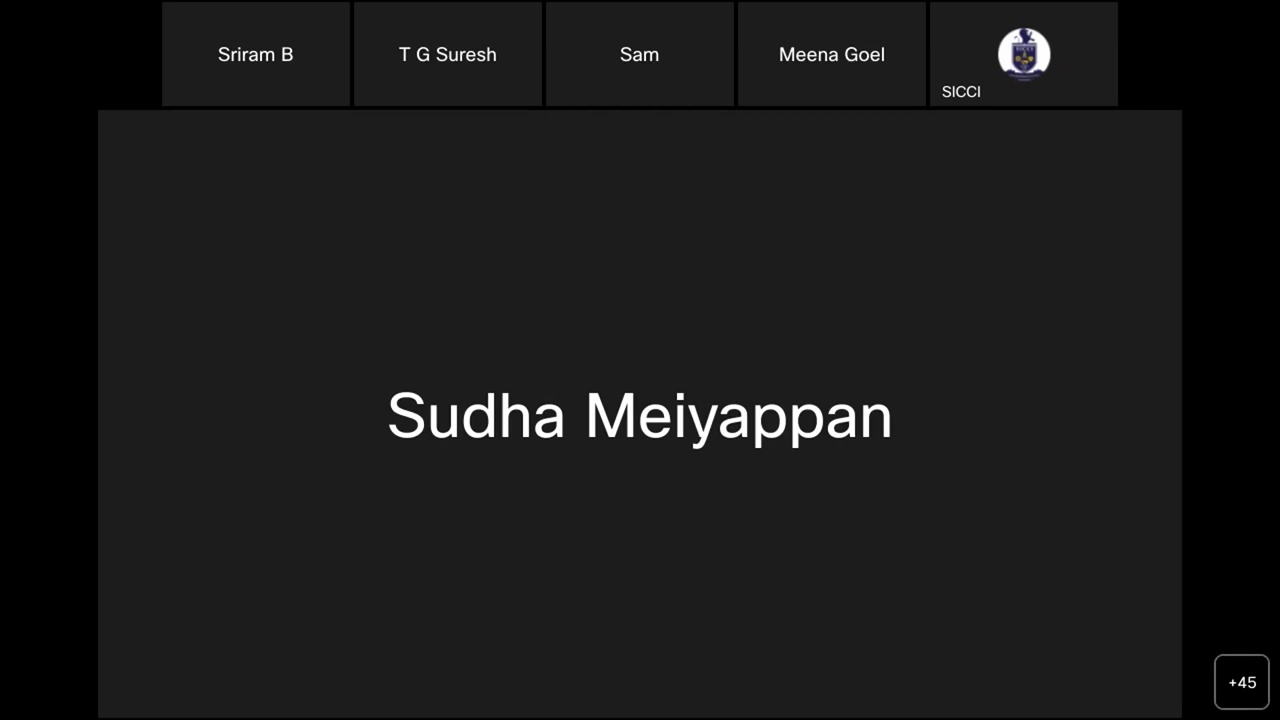 Sriram B
T G Suresh
Sam
Meena Goel
SICCI
Sudha Meiyappan
+45